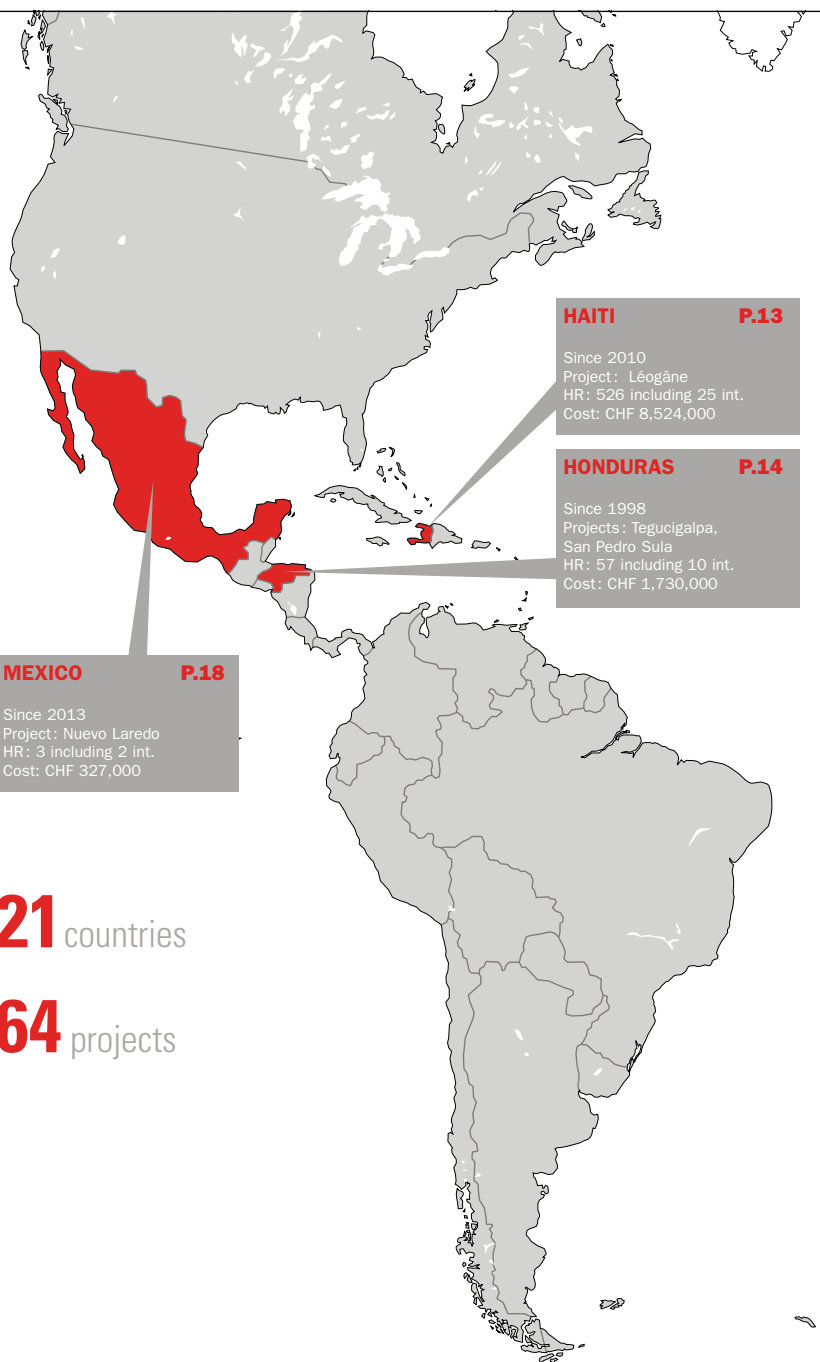 HAITI P.13
Since 2010
Project: Léogâne
HR: 526 including 25 int.
Cost: CHF 8,524,000
HONDURAS P.14
Since 1998
Projects: Tegucigalpa,
San Pedro Sula
HR: 57 including 10 int.
Cost: CHF 1,730,000
MEXICO P.18
Since 2013
Project: Nuevo Laredo
HR: 3 including 2 int.
Cost: CHF 327,000
21 countries
64 projects